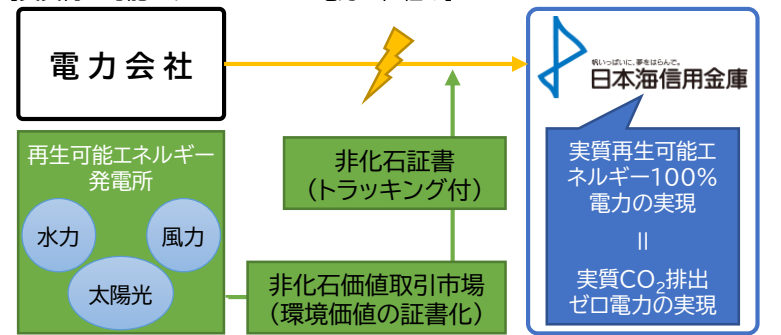 電力会社
帆いっぱいに、夢をはらんで。
日本海信用金庫
再生可能エネルギー
発電所
水力
風力
太陽光
非化石証書
（トラッキング付）
非化石価値取引市場
（環境価値の証書化）
実質再生可能エ
ネルギー100％
電力の実現
＝
実質CO₂排出
ゼロ電力の実現